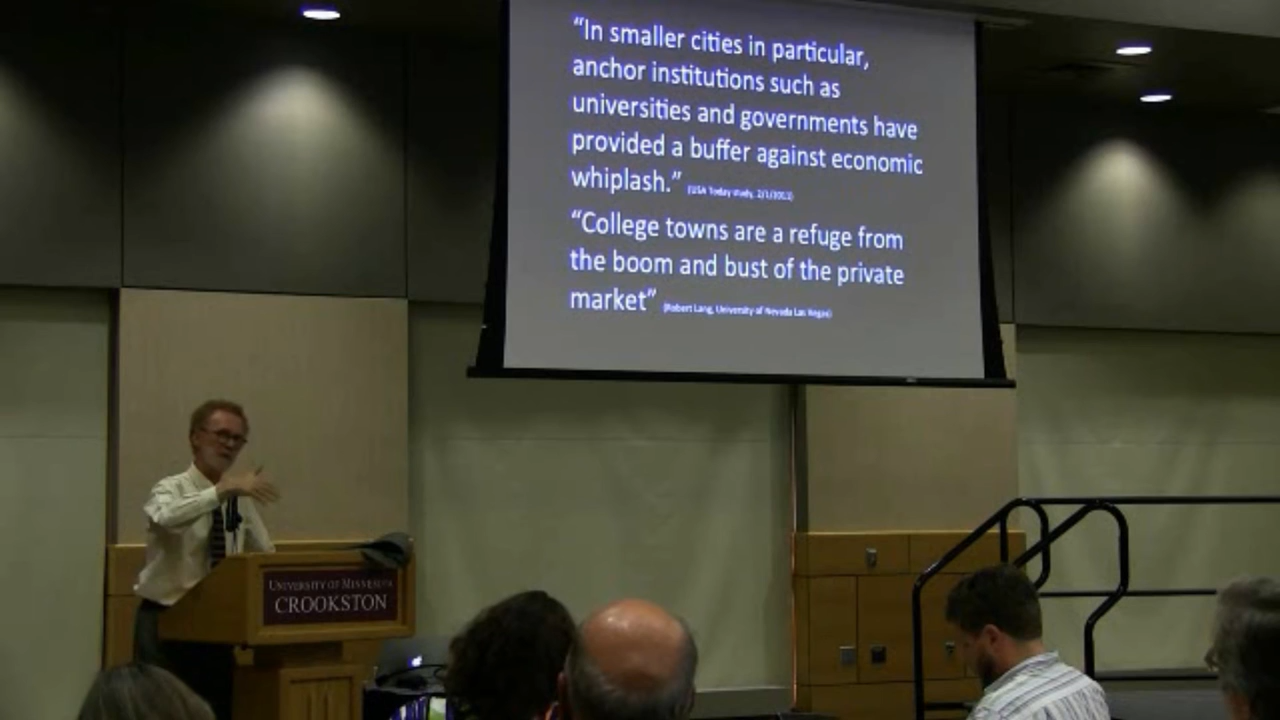 “In smaller cities in particular,
anchor institutions such as
universities and governments have
provided a buffer against economic
whiplash.” (USA Today study, 2/1/2013)
“College towns are a refuge from
the boom and bust of the private
market” (Robert Lang, University of Nevada Las Vegas)
UNIVERSITY OF MINNESOTA
CROOKSTON